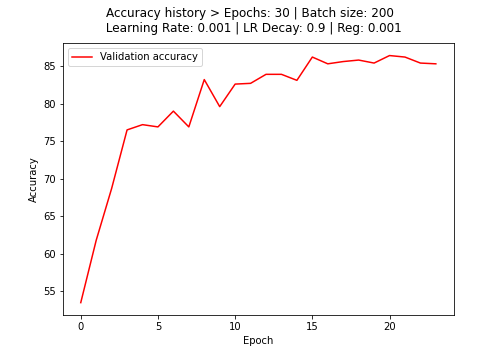 Accuracy history > Epochs: 30 | Batch size: 200
Learning Rate: 0.001 | LR Decay: 0.9 | Reg: 0.001
Validation accuracy
85
80
75
70
65
60
55
Accuracy
0 5 10 15 20
Epoch